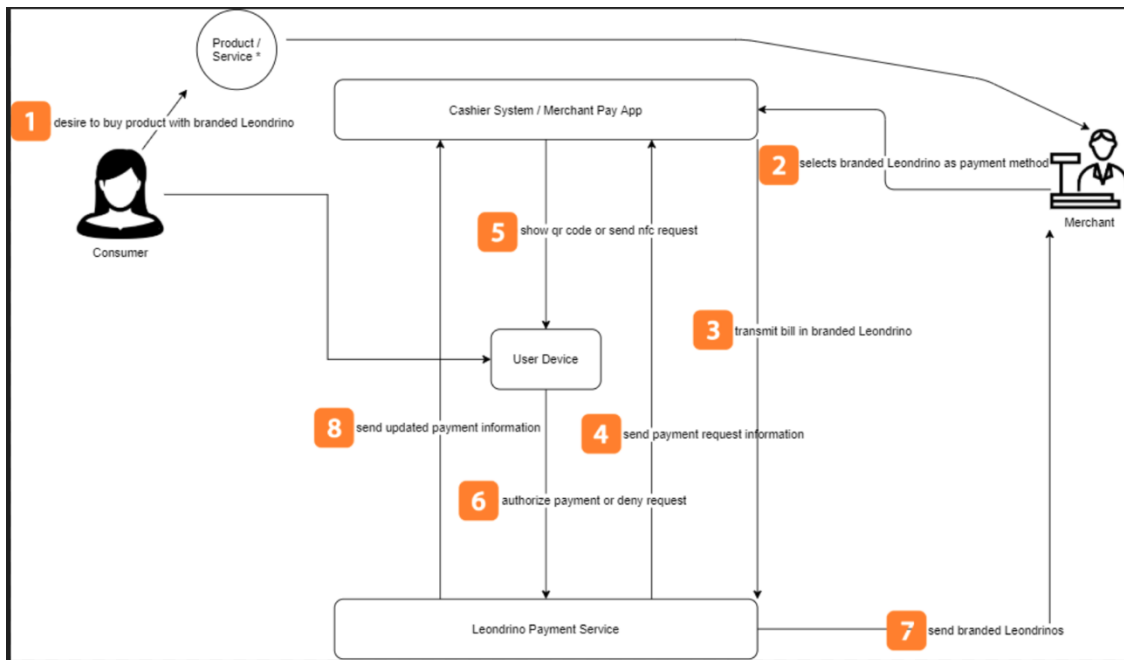 Product /
Service *
Cashier System / Merchant Pay App
1 desire to buy product with branded Leondrino
2 selects branded Leondrino as payment method
Consumer
Merchant
5 show qr code or send nfc request
3 transmit bill in branded Leondrino
User Device
8 send updated payment information
4 send payment request information
6 authorize payment or deny request
Leondrino Payment Service
7 send branded Leondrinos